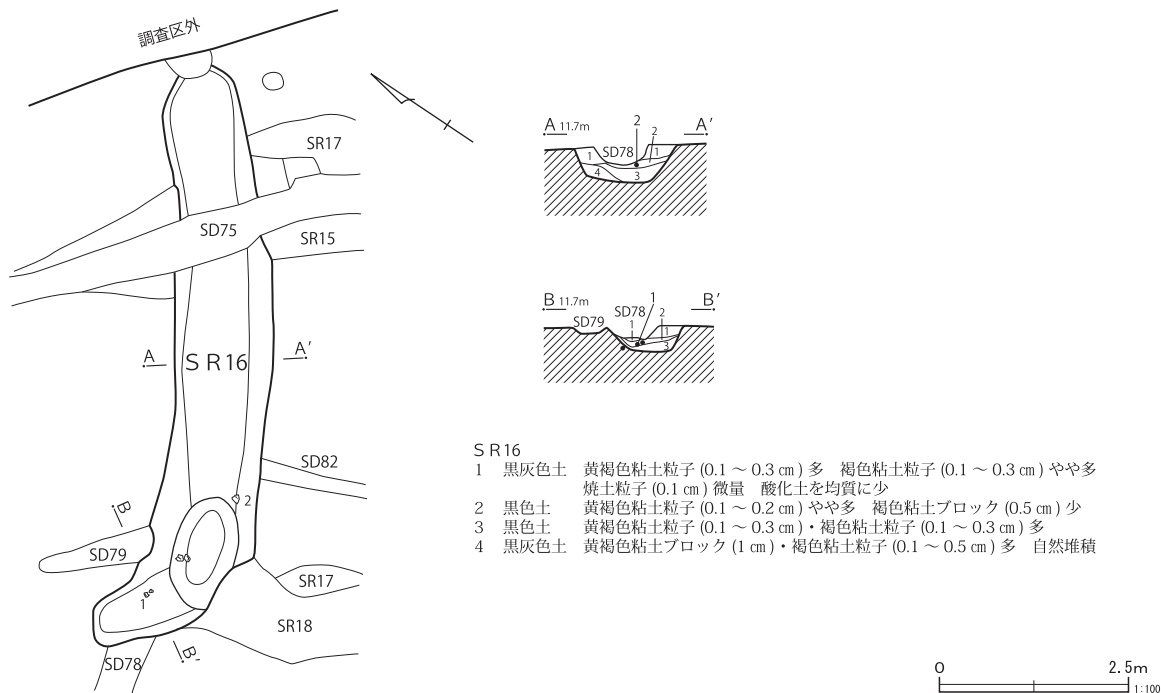 調査区外
SR17
SD75
SR15
A
SR16
A′
SD82
2
B
SD79
1
SR17
SR18
B′
SD78
A 11.7m
2
A′
SD78
2
1
1
4
3
B 11.7m
1
B′
SD79
SD78
2
1
1
3
SR16
1 黒灰色土 黄褐色粘土粒子 (0.1 ～ 0.3 ㎝) 多 褐色粘土粒子 (0.1 ～ 0.3 ㎝) やや多
焼土粒子 (0.1 ㎝) 微量 酸化土を均質に少
2 黒色土 黄褐色粘土粒子 (0.1 ～ 0.2 ㎝) やや多 褐色粘土ブロック (0.5 ㎝) 少
3 黒色土 黄褐色粘土粒子 (0.1 ～ 0.3 ㎝)・褐色粘土粒子 (0.1 ～ 0.3 ㎝) 多
4 黒灰色土 黄褐色粘土ブロック (1 ㎝)・褐色粘土粒子 (0.1 ～ 0.5 ㎝) 多 自然堆積
0 2.5m
1:100